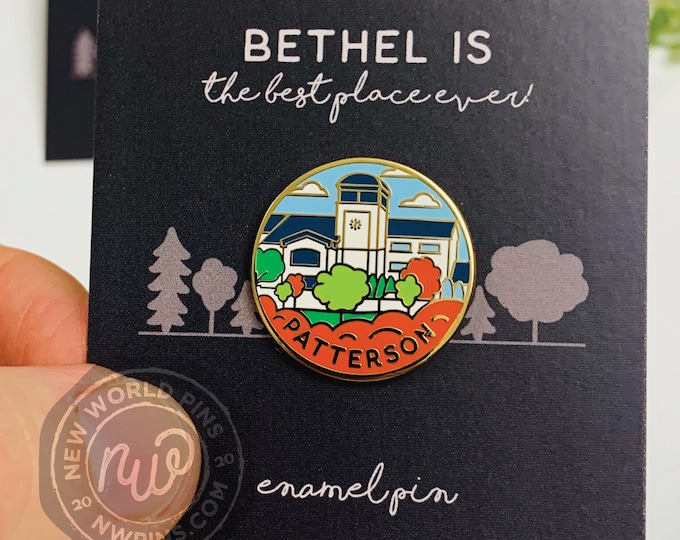 BETHEL IS
the best place ever!
PATTERSON
enamel pin
NEW WORLD PINS
20 nw 20
NWPINS.COM